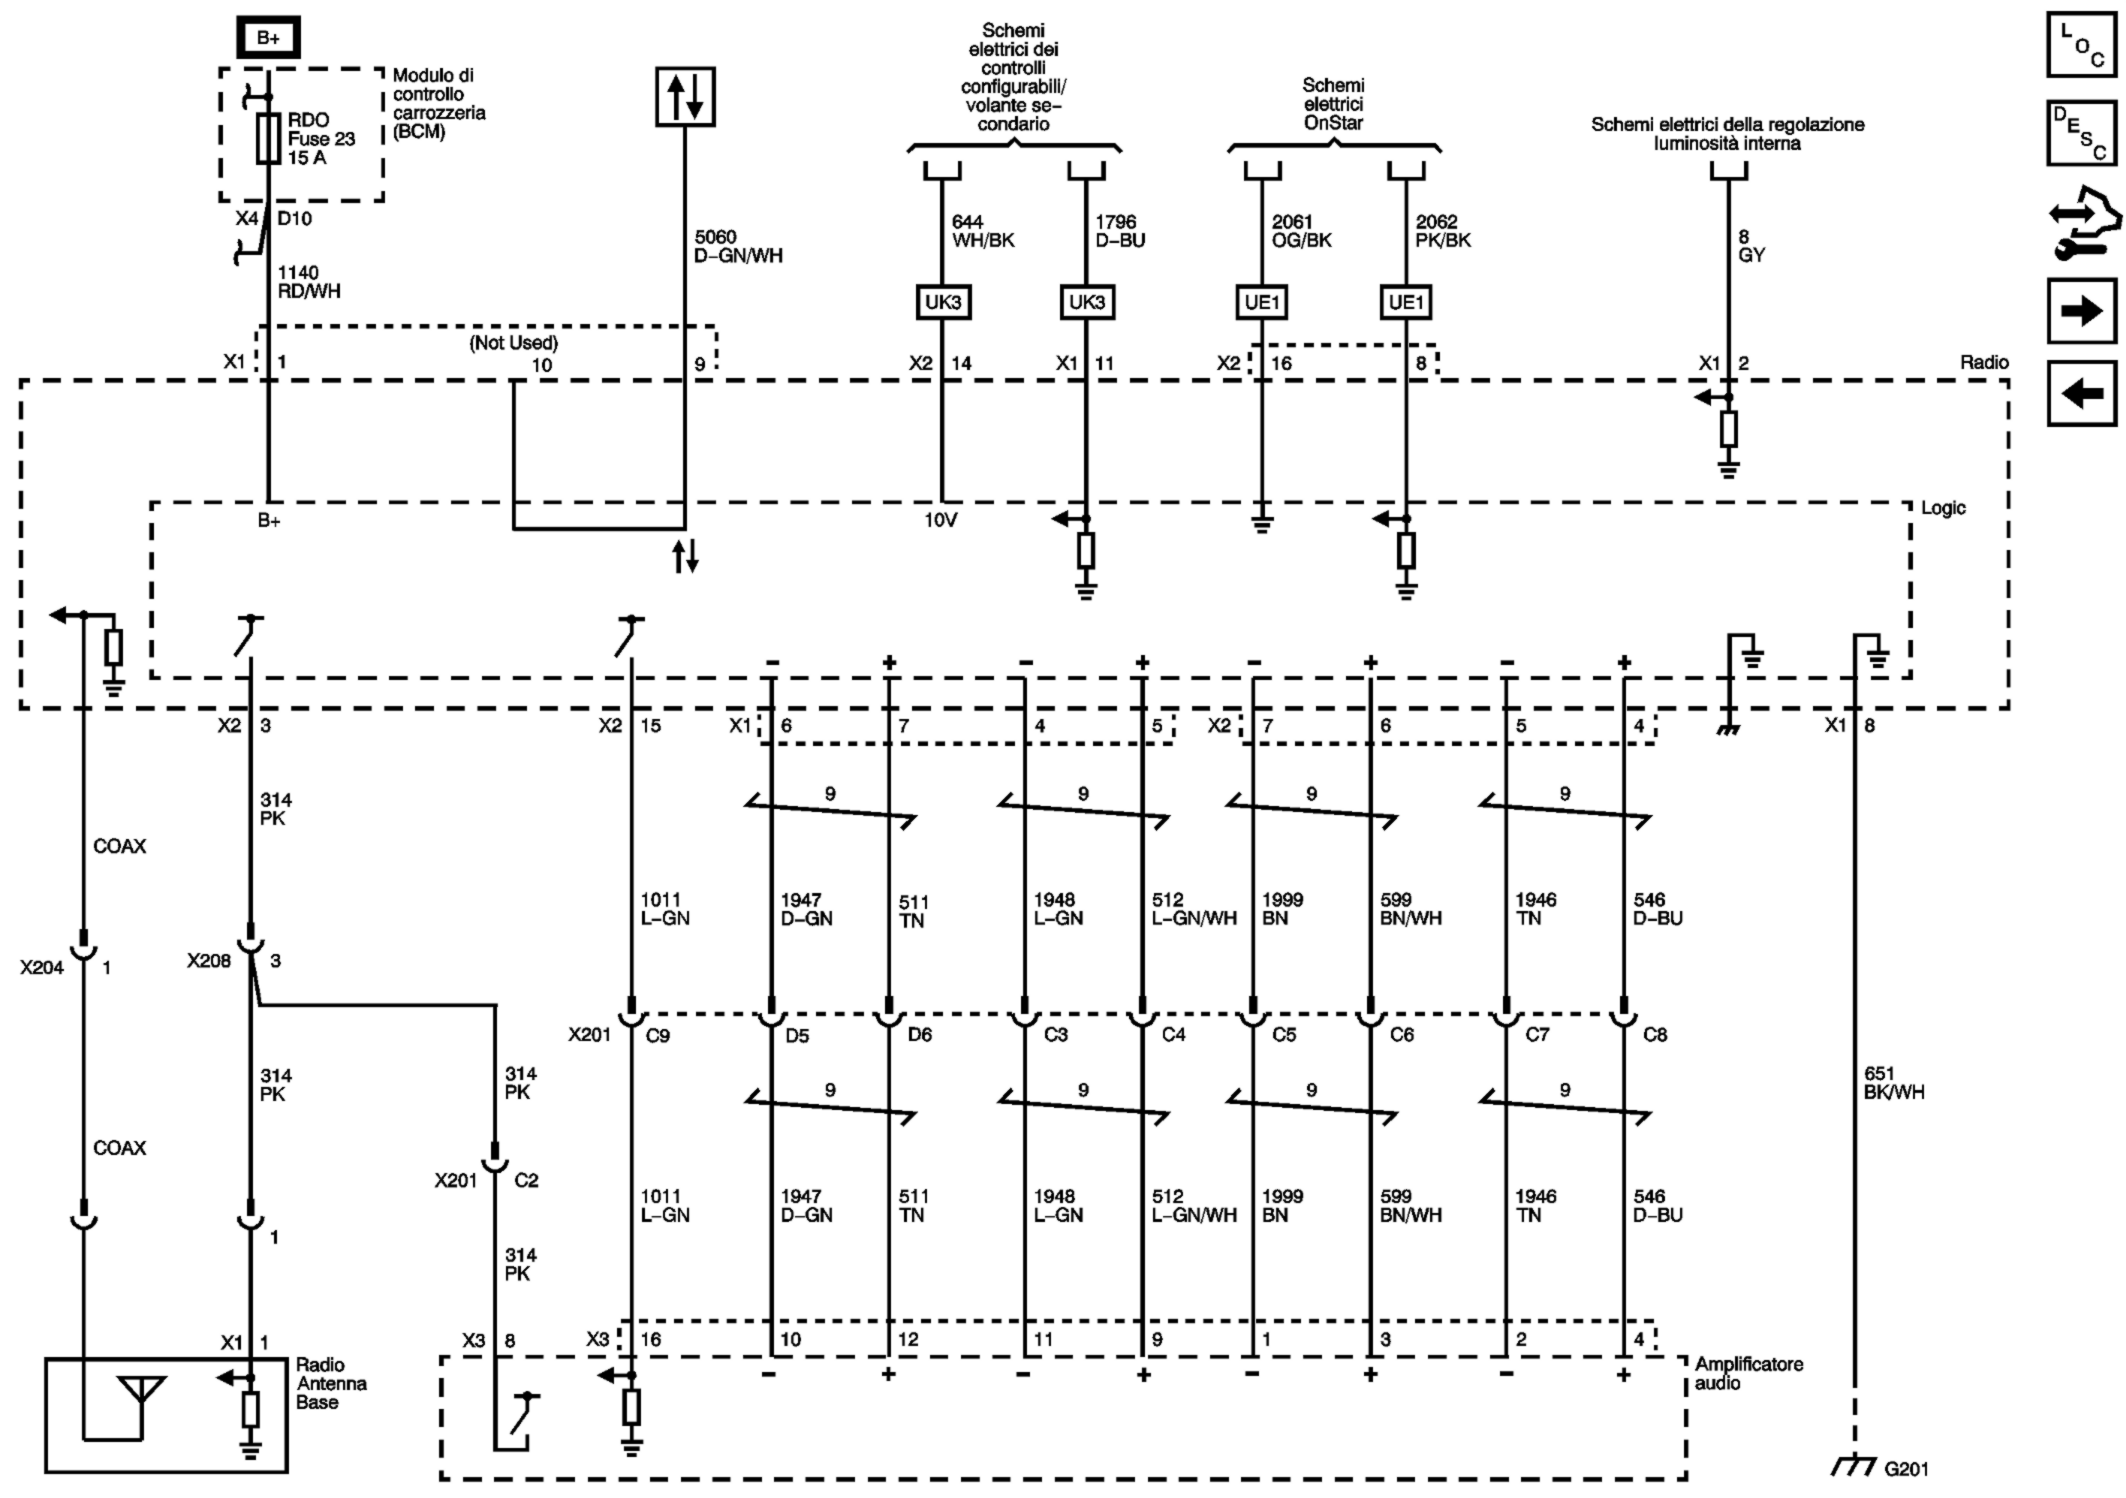 B+
Modulo di
controllo
carrozzeria
(BCM)
RDO
Fuse 23
15 A
X4 D10
1140
RD/WH
5060
D-GN/WH
Schemi
elettrici dei
controlli
configurabili/
volante se-
condario
644
WH/BK
1796
D-BU
UK3
UK3
Schemi
elettrici
OnStar
2061
OG/BK
2062
PK/BK
UE1
UE1
Schemi elettrici della regolazione
luminosità interna
8
GY
L O C
D E S C
X1 1 (Not Used) 10 9 X2 14 X1 11 X2 16 8 X1 2
Radio
B+
10V
Logic
- + - + - + - +
X2 3 X2 15 X1 6 7 4 5 X2 7 6 5 4 X1 8
9 9 9 9
314
PK
COAX
1011
L-GN
1947
D-GN
511
TN
1948
L-GN
512
L-GN/WH
1999
BN
599
BN/WH
1946
TN
546
D-BU
X204 1
X208 3
X201 C9 D5 D6 C3 C4 C5 C6 C7 C8
9 9 9 9
314
PK
314
PK
651
BK/WH
COAX
X201 C2
1011
L-GN
1947
D-GN
511
TN
1948
L-GN
512
L-GN/WH
1999
BN
599
BN/WH
1946
TN
546
D-BU
1
314
PK
X1 1 X3 8 X3 16 10 12 11 9 1 3 2 4
Radio
Antenna
Base
- + - + - + - +
Amplificatore
audio
G201